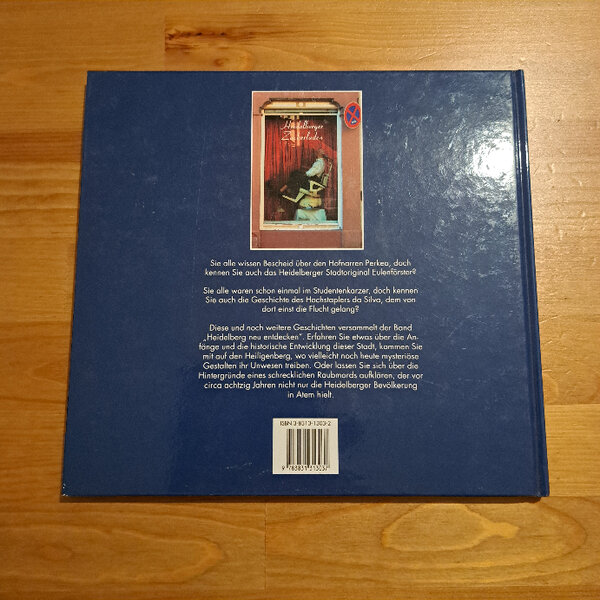 Heidelberger
Sie alle wissen Bescheid über den Hofnarren Perkeo, doch
kennen Sie auch das Heidelberger Stadtoriginal Eulenförster?
Sie alle waren schon einmal im Studentenkarzer, doch kennen
Sie auch die Geschichte des Hochstaplers da Silva, dem von
dort einst die Flucht gelang?
Diese und noch weitere Geschichten versammelt der Band
„Heidelberg neu entdecken“. Erfahren Sie etwas über die An-
fänge und die historische Entwicklung dieser Stadt, kommen Sie
mit auf den Heiligenberg, wo vielleicht noch heute mysteriöse
Gestalten ihr Unwesen treiben. Oder lassen Sie sich über die
Hintergründe eines schrecklichen Raubmords aufklären, der vor
circa achtzig Jahren nicht nur die Heidelberger Bevölkerung
in Atem hielt.
ISBN 3-8313-1303-2